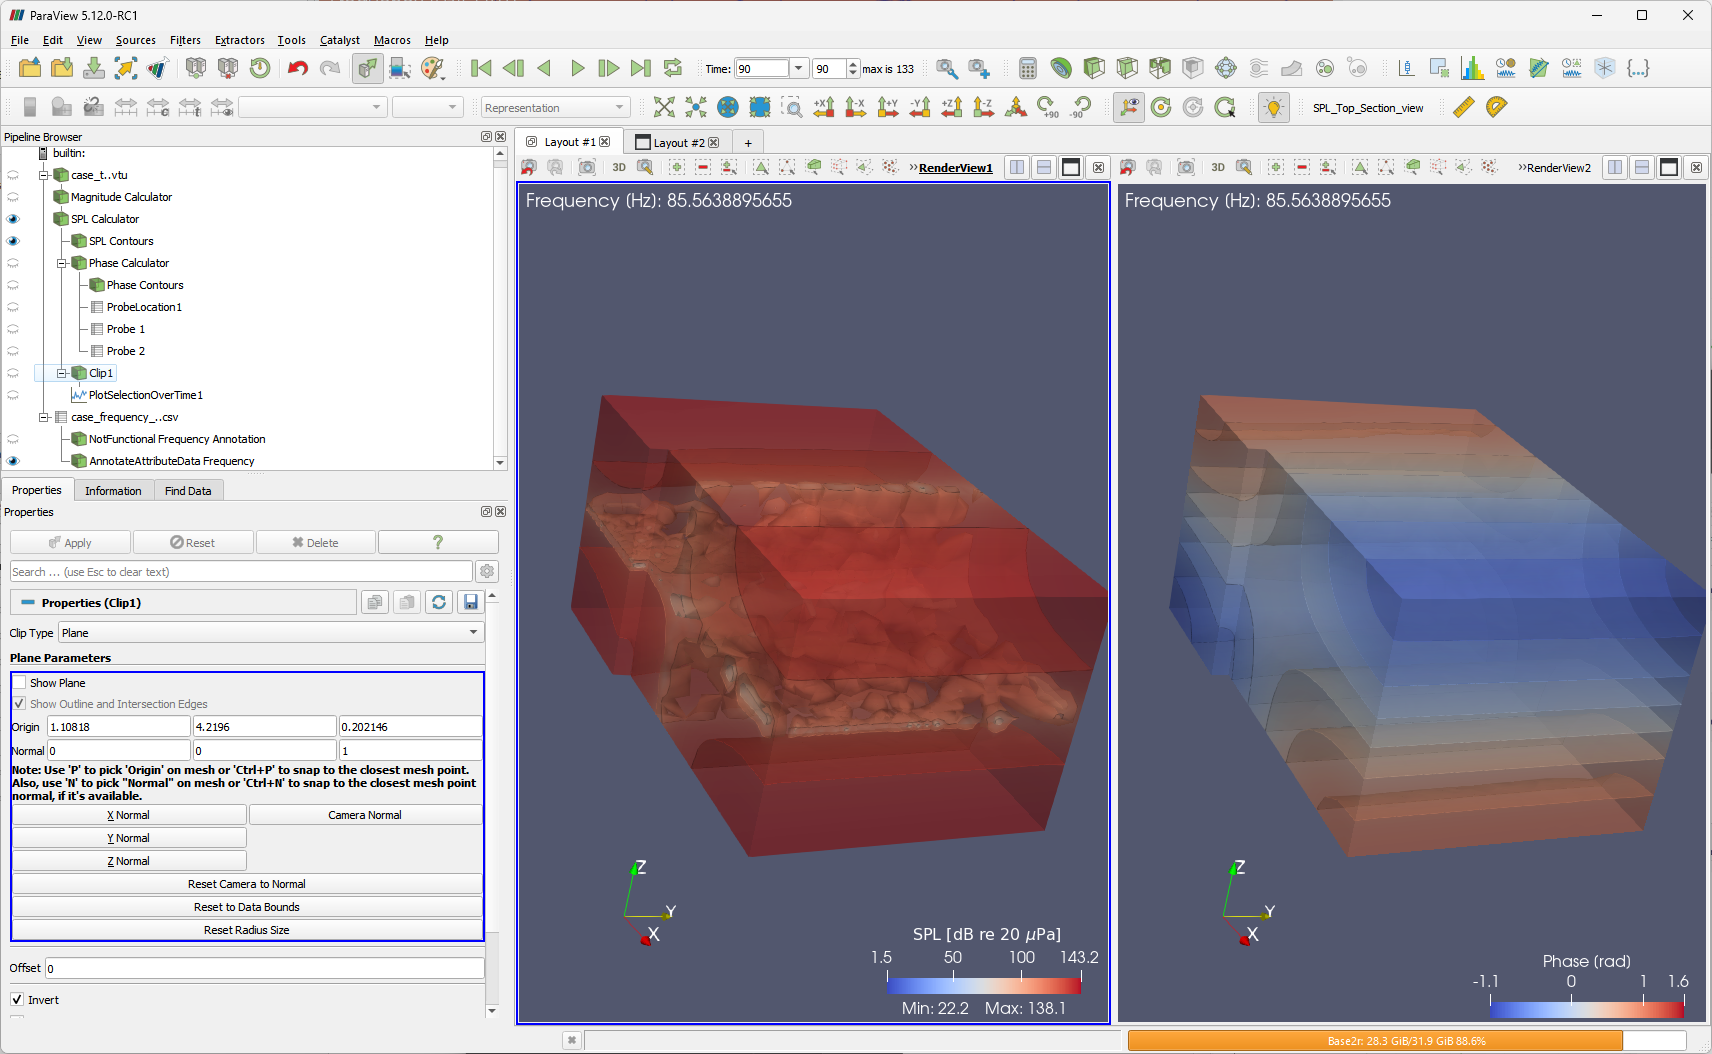 ParaView 5.12.0-RC1
File Edit View Sources Filters Extractors Tools Catalyst Macros Help
Time: 90 90 max is 133
Representation +X -X +Y -Y +Z -Z +90 -90 SPL_Top_Section_view
Pipeline Browser
builtin:
case_t..vtu
Magnitude Calculator
SPL Calculator
SPL Contours
Phase Calculator
Phase Contours
ProbeLocation1
Probe 1
Probe 2
Clip1
PlotSelectionOverTime1
case_frequency_..csv
NotFunctional Frequency Annotation
AnnotateAttributeData Frequency
Properties Information Find Data
Properties
Apply Reset Delete ?
Search ... (use Esc to clear text)
Properties (Clip1)
Clip Type Plane
Plane Parameters
Show Plane
Show Outline and Intersection Edges
Origin 1.10818 4.2196 0.202146
Normal 0 0 1
Note: Use 'P' to pick 'Origin' on mesh or 'Ctrl+P' to snap to the closest mesh point.
Also, use 'N' to pick "Normal" on mesh or 'Ctrl+N' to snap to the closest mesh point
normal, if it's available.
X Normal Camera Normal
Y Normal
Z Normal
Reset Camera to Normal
Reset to Data Bounds
Reset Radius Size
Offset 0
Invert
Layout #1 Layout #2 +
3D »RenderView1
Frequency (Hz): 85.5638895655
Z
Y
X
SPL [dB re 20 µPa]
1.5 50 100 143.2
Min: 22.2 Max: 138.1
3D »RenderView2
Frequency (Hz): 85.5638895655
Z
Y
X
Phase (rad)
-1.1 0 1 1.6
Base2r: 28.3 GiB/31.9 GiB 88.6%